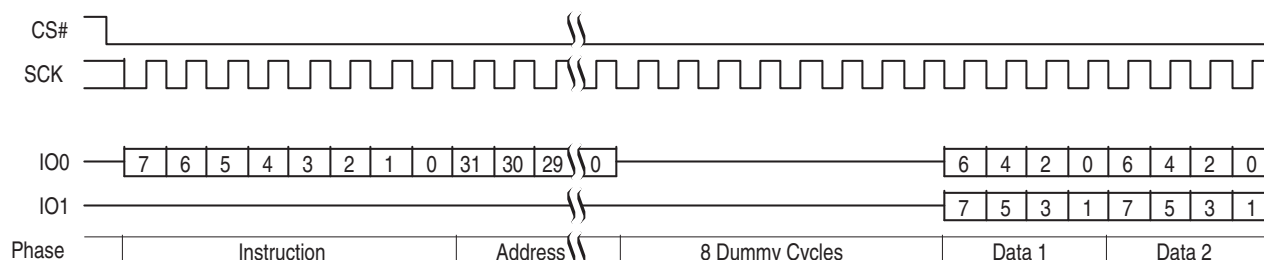 CS#
SCK
IO0 7 6 5 4 3 2 1 0 31 30 29 0 6 4 2 0 6 4 2 0
IO1 7 5 3 1 7 5 3 1
Phase Instruction Address 8 Dummy Cycles Data 1 Data 2